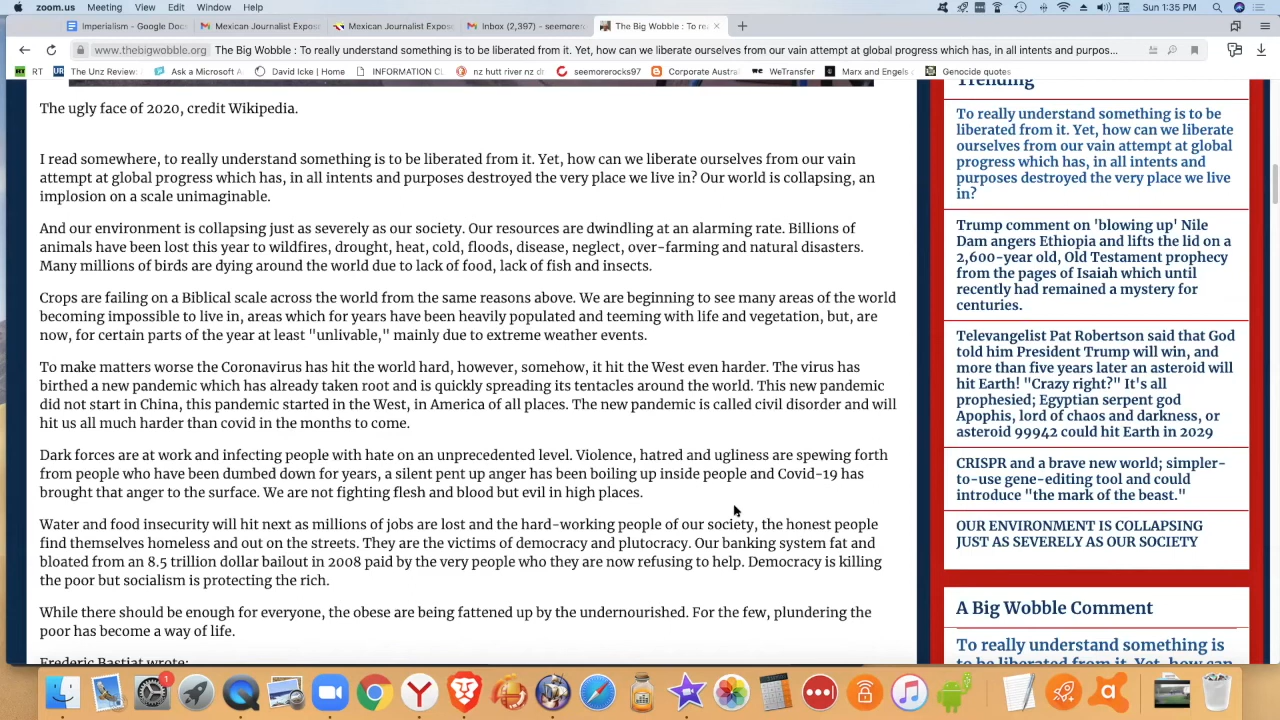 zoom.us Meeting View Edit Window Help
Sun 1:35 PM
Imperialism - Google Docs
Mexican Journalist Expos
Mexican Journalist Expos
Inbox (2,397) - seemorero
The Big Wobble : To re
www.thebigwobble.org
The Big Wobble : To really understand something is to be liberated from it. Yet, how can we liberate ourselves from our vain attempt at global progress which has, in all intents and purpos...
RT
The Unz Review:
Ask a Microsoft A
David Icke | Home
INFORMATION CL
nz hutt river nz dr
seemorerocks97
Corporate Austra
WeTransfer
Marx and Engels
Genocide quotes
The ugly face of 2020, credit Wikipedia.
I read somewhere, to really understand something is to be liberated from it. Yet, how can we liberate ourselves from our vain
attempt at global progress which has, in all intents and purposes destroyed the very place we live in? Our world is collapsing, an
implosion on a scale unimaginable.
And our environment is collapsing just as severely as our society. Our resources are dwindling at an alarming rate. Billions of
animals have been lost this year to wildfires, drought, heat, cold, floods, disease, neglect, over-farming and natural disasters.
Many millions of birds are dying around the world due to lack of food, lack of fish and insects.
Crops are failing on a Biblical scale across the world from the same reasons above. We are beginning to see many areas of the world
becoming impossible to live in, areas which for years have been heavily populated and teeming with life and vegetation, but, are
now, for certain parts of the year at least "unlivable," mainly due to extreme weather events.
To make matters worse the Coronavirus has hit the world hard, however, somehow, it hit the West even harder. The virus has
birthed a new pandemic which has already taken root and is quickly spreading its tentacles around the world. This new pandemic
did not start in China, this pandemic started in the West, in America of all places. The new pandemic is called civil disorder and will
hit us all much harder than covid in the months to come.
Dark forces are at work and infecting people with hate on an unprecedented level. Violence, hatred and ugliness are spewing forth
from people who have been dumbed down for years, a silent pent up anger has been boiling up inside people and Covid-19 has
brought that anger to the surface. We are not fighting flesh and blood but evil in high places.
Water and food insecurity will hit next as millions of jobs are lost and the hard-working people of our society, the honest people
find themselves homeless and out on the streets. They are the victims of democracy and plutocracy. Our banking system fat and
bloated from an 8.5 trillion dollar bailout in 2008 paid by the very people who they are now refusing to help. Democracy is killing
the poor but socialism is protecting the rich.
While there should be enough for everyone, the obese are being fattened up by the undernourished. For the few, plundering the
poor has become a way of life.
Frederic Bastiat wrote:
Trending
To really understand something is to be
liberated from it. Yet, how can we liberate
ourselves from our vain attempt at global
progress which has, in all intents and
purposes destroyed the very place we live
in?
Trump comment on 'blowing up' Nile
Dam angers Ethiopia and lifts the lid on a
2,600-year old, Old Testament prophecy
from the pages of Isaiah which until
recently had remained a mystery for
centuries.
Televangelist Pat Robertson said that God
told him President Trump will win, and
more than five years later an asteroid will
hit Earth! "Crazy right?" It's all
prophesied; Egyptian serpent god
Apophis, lord of chaos and darkness, or
asteroid 99942 could hit Earth in 2029
CRISPR and a brave new world; simpler-
to-use gene-editing tool and could
introduce "the mark of the beast."
OUR ENVIRONMENT IS COLLAPSING
JUST AS SEVERELY AS OUR SOCIETY
A Big Wobble Comment
To really understand something is
to be liberated from it. Yet, how can
1